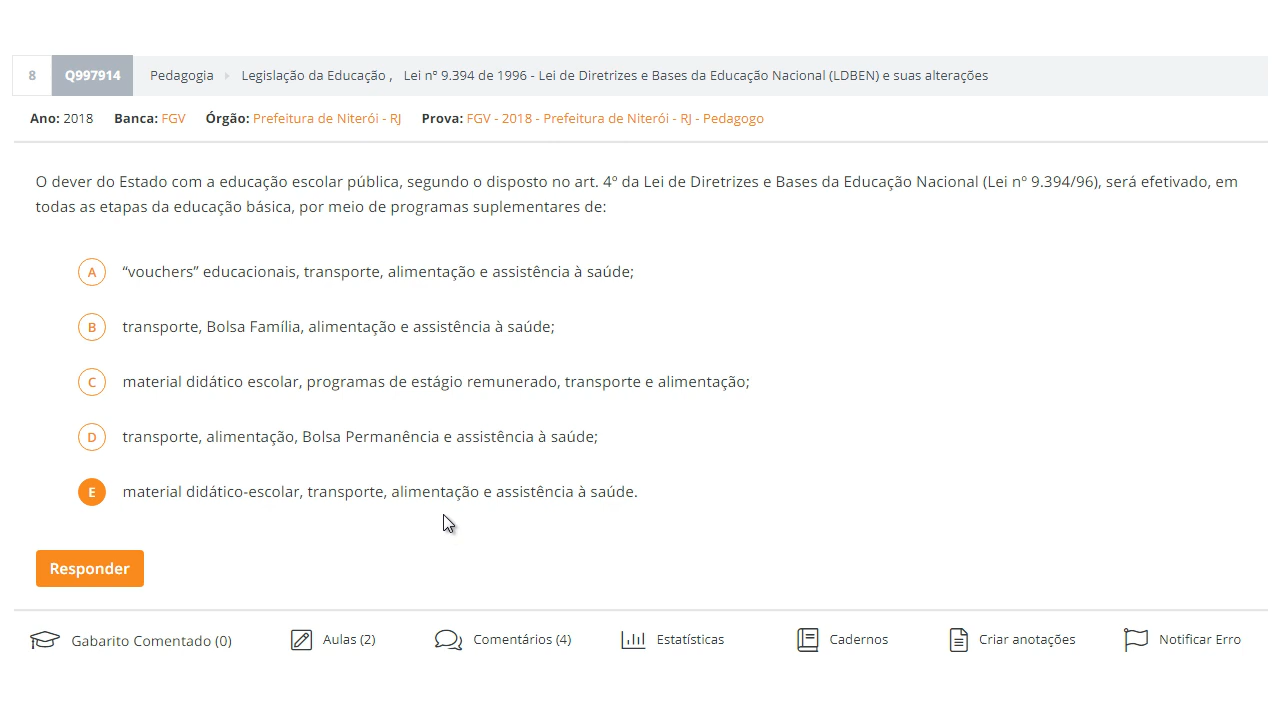 8 Q997914 Pedagogia Legislação da Educação , Lei nº 9.394 de 1996 - Lei de Diretrizes e Bases da Educação Nacional (LDBEN) e suas alterações
Ano: 2018 Banca: FGV Órgão: Prefeitura de Niterói - RJ Prova: FGV - 2018 - Prefeitura de Niterói - RJ - Pedagogo
O dever do Estado com a educação escolar pública, segundo o disposto no art. 4º da Lei de Diretrizes e Bases da Educação Nacional (Lei nº 9.394/96), será efetivado, em
todas as etapas da educação básica, por meio de programas suplementares de:
A “vouchers” educacionais, transporte, alimentação e assistência à saúde;
B transporte, Bolsa Família, alimentação e assistência à saúde;
C material didático escolar, programas de estágio remunerado, transporte e alimentação;
D transporte, alimentação, Bolsa Permanência e assistência à saúde;
E material didático-escolar, transporte, alimentação e assistência à saúde.
Responder
Gabarito Comentado (0) Aulas (2) Comentários (4) Estatísticas Cadernos Criar anotações Notificar Erro